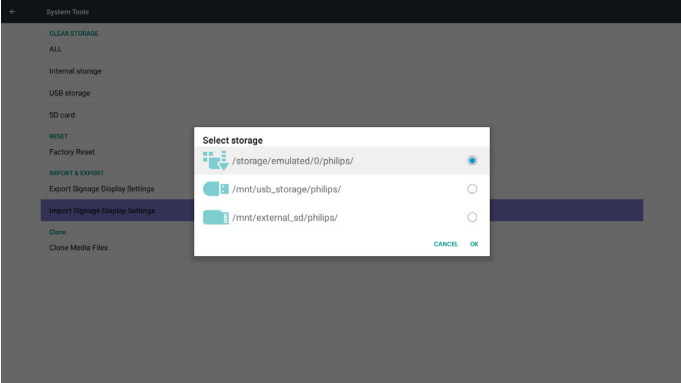 System Tools
CLEAR STORAGE
ALL
Internal storage
USB storage
SD card
RESET
Factory Reset
IMPORT & EXPORT
Export Signage Display Settings
Import Signage Display Settings
Clone
Clone Media Files
Select storage
/storage/emulated/0/philips/
/mnt/usb_storage/philips/
/mnt/external_sd/philips/
CANCEL OK